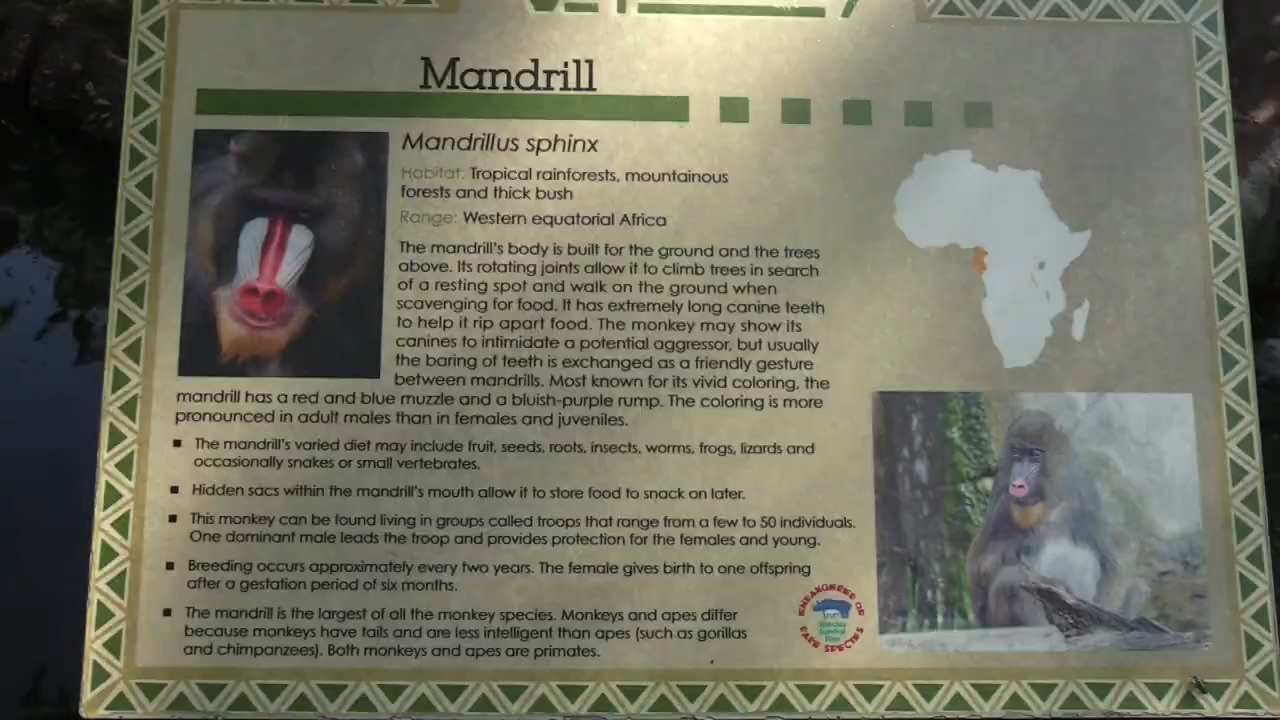 Mandrill
Mandrillus sphinx
Habitat: Tropical rainforests, mountainous
forests and thick bush
Range: Western equatorial Africa
The mandrill's body is built for the ground and the trees
above. Its rotating joints allow it to climb trees in search
of a resting spot and walk on the ground when
scavenging for food. It has extremely long canine teeth
to help it rip apart food. The monkey may show its
canines to intimidate a potential aggressor, but usually
the baring of teeth is exchanged as a friendly gesture
between mandrills. Most known for its vivid coloring, the
mandrill has a red and blue muzzle and a bluish-purple rump. The coloring is more
pronounced in adult males than in females and juveniles.
▪ The mandrill's varied diet may include fruit, seeds, roots, insects, worms, frogs, lizards and
occasionally snakes or small vertebrates.
▪ Hidden sacs within the mandrill's mouth allow it to store food to snack on later.
▪ This monkey can be found living in groups called troops that range from a few to 50 individuals.
One dominant male leads the troop and provides protection for the females and young.
▪ Breeding occurs approximately every two years. The female gives birth to one offspring
after a gestation period of six months.
▪ The mandrill is the largest of all the monkey species. Monkeys and apes differ
because monkeys have tails and are less intelligent than apes (such as gorillas
and chimpanzees). Both monkeys and apes are primates.
ENDANGERED OR
RARE SPECIES
Species
Survival
Plan